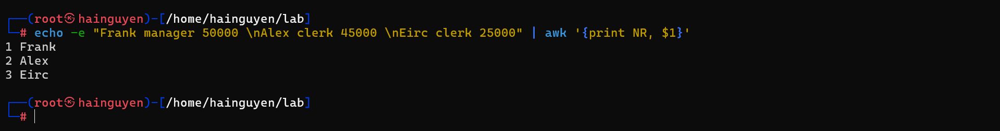 ┌──(root㉿hainguyen)-[/home/hainguyen/lab]
└─# echo -e "Frank manager 50000 \nAlex clerk 45000 \nEirc clerk 25000" | awk '{print NR, $1}'
1 Frank
2 Alex
3 Eirc
┌──(root㉿hainguyen)-[/home/hainguyen/lab]
└─#